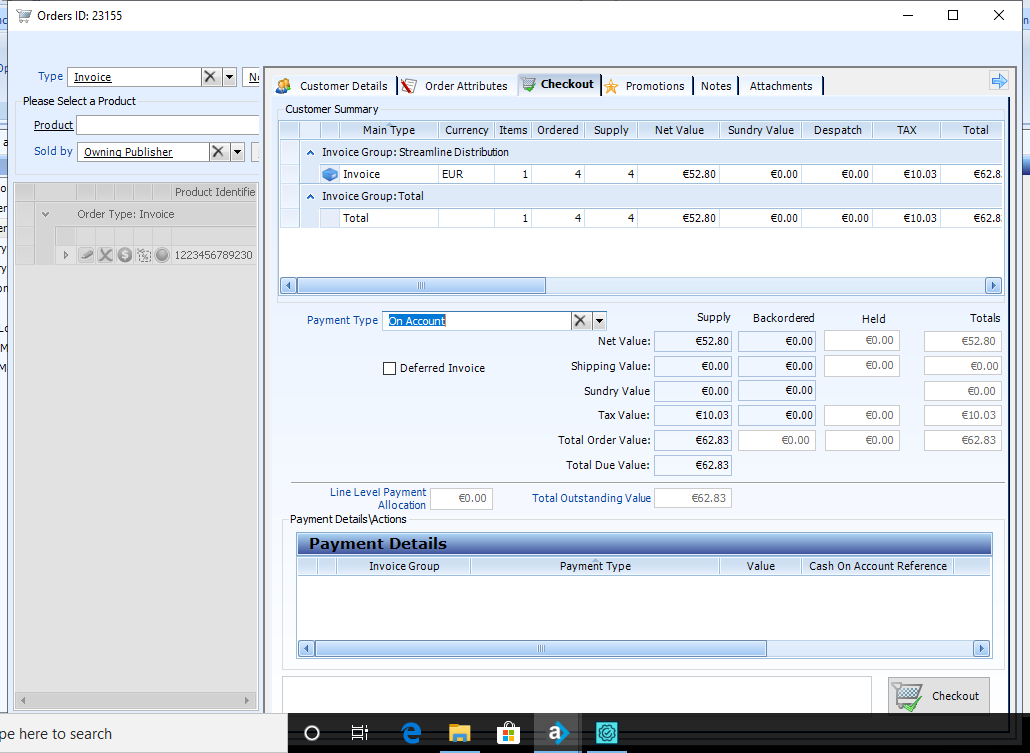 Orders ID: 23155
Type Invoice
Please Select a Product
Product
Sold by Owning Publisher
Product Identifie
Order Type: Invoice
1223456789230
Customer Details Order Attributes Checkout Promotions Notes Attachments
Customer Summary
Main Type Currency Items Ordered Supply Net Value Sundry Value Despatch TAX Total
Invoice Group: Streamline Distribution
Invoice EUR 1 4 4 €52.80 €0.00 €0.00 €10.03 €62.8
Invoice Group: Total
Total 1 4 4 €52.80 €0.00 €0.00 €10.03 €62.8
Payment Type On Account
Deferred Invoice
Supply Backordered Held Totals
Net Value: €52.80 €0.00 €0.00 €52.80
Shipping Value: €0.00 €0.00 €0.00 €0.00
Sundry Value €0.00 €0.00 €0.00
Tax Value: €10.03 €0.00 €0.00 €10.03
Total Order Value: €62.83 €0.00 €0.00 €62.83
Total Due Value: €62.83
Line Level Payment
Allocation €0.00 Total Outstanding Value €62.83
Payment Details\Actions
Payment Details
Invoice Group Payment Type Value Cash On Account Reference
Checkout
pe here to search